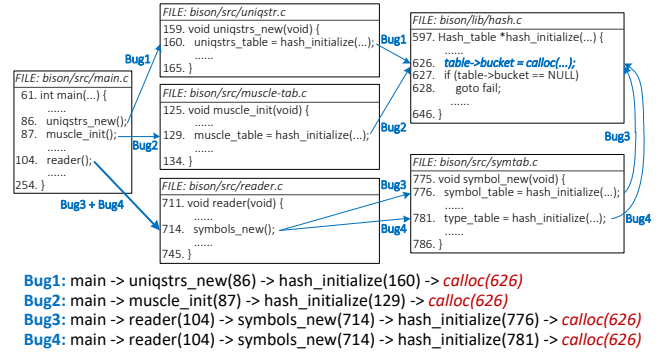 FILE: bison/src/uniqstr.c
159. void uniqstrs_new(void) {
160.  uniqstrs_table = hash_initialize(...);
......
165. }
FILE: bison/lib/hash.c
597. Hash_table *hash_initialize(...) {
......
626.  table->bucket = calloc(...);
627.  if (table->bucket == NULL)
628.    goto fail;
......
646. }
FILE: bison/src/main.c
61. int main(...) {
......
86.  uniqstrs_new();
87.  muscle_init();
......
104.  reader();
......
254. }
FILE: bison/src/muscle-tab.c
125. void muscle_init(void) {
......
129.  muscle_table = hash_initialize(...);
......
134. }
FILE: bison/src/reader.c
711. void reader(void) {
......
714.  symbols_new();
......
745. }
FILE: bison/src/symtab.c
775. void symbol_new(void) {
776.  symbol_table = hash_initialize(...);
......
781.  type_table = hash_initialize(...);
......
786. }
Bug1
Bug1
Bug2
Bug2
Bug3
Bug3 + Bug4
Bug3
Bug4
Bug4
Bug1: main -> uniqstrs_new(86) -> hash_initialize(160) -> calloc(626)
Bug2: main -> muscle_init(87) -> hash_initialize(129) -> calloc(626)
Bug3: main -> reader(104) -> symbols_new(714) -> hash_initialize(776) -> calloc(626)
Bug4: main -> reader(104) -> symbols_new(714) -> hash_initialize(781) -> calloc(626)